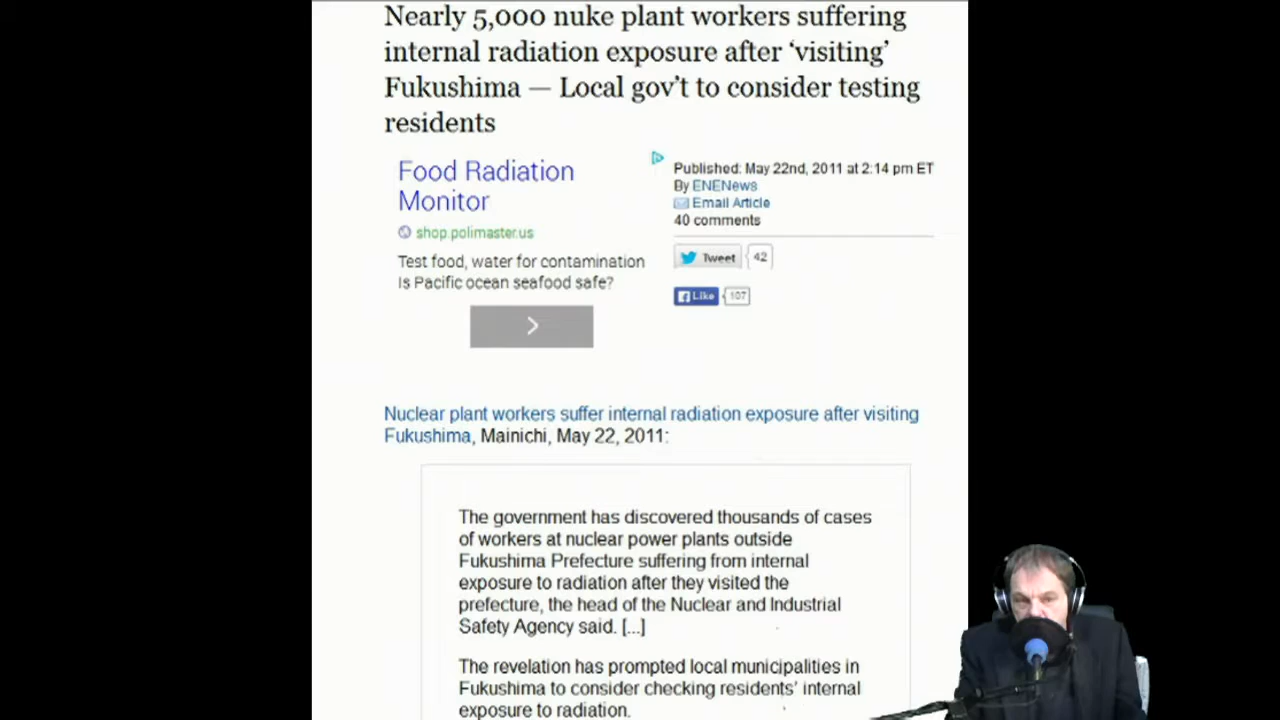 Nearly 5,000 nuke plant workers suffering
internal radiation exposure after ‘visiting’
Fukushima — Local gov’t to consider testing
residents
Food Radiation
Monitor
shop.polimaster.us
Test food, water for contamination
Is Pacific ocean seafood safe?
Published: May 22nd, 2011 at 2:14 pm ET
By ENENews
Email Article
40 comments
Tweet 42
Like 107
Nuclear plant workers suffer internal radiation exposure after visiting
Fukushima, Mainichi, May 22, 2011:
The government has discovered thousands of cases
of workers at nuclear power plants outside
Fukushima Prefecture suffering from internal
exposure to radiation after they visited the
prefecture, the head of the Nuclear and Industrial
Safety Agency said. [...]
The revelation has prompted local municipalities in
Fukushima to consider checking residents’ internal
exposure to radiation.